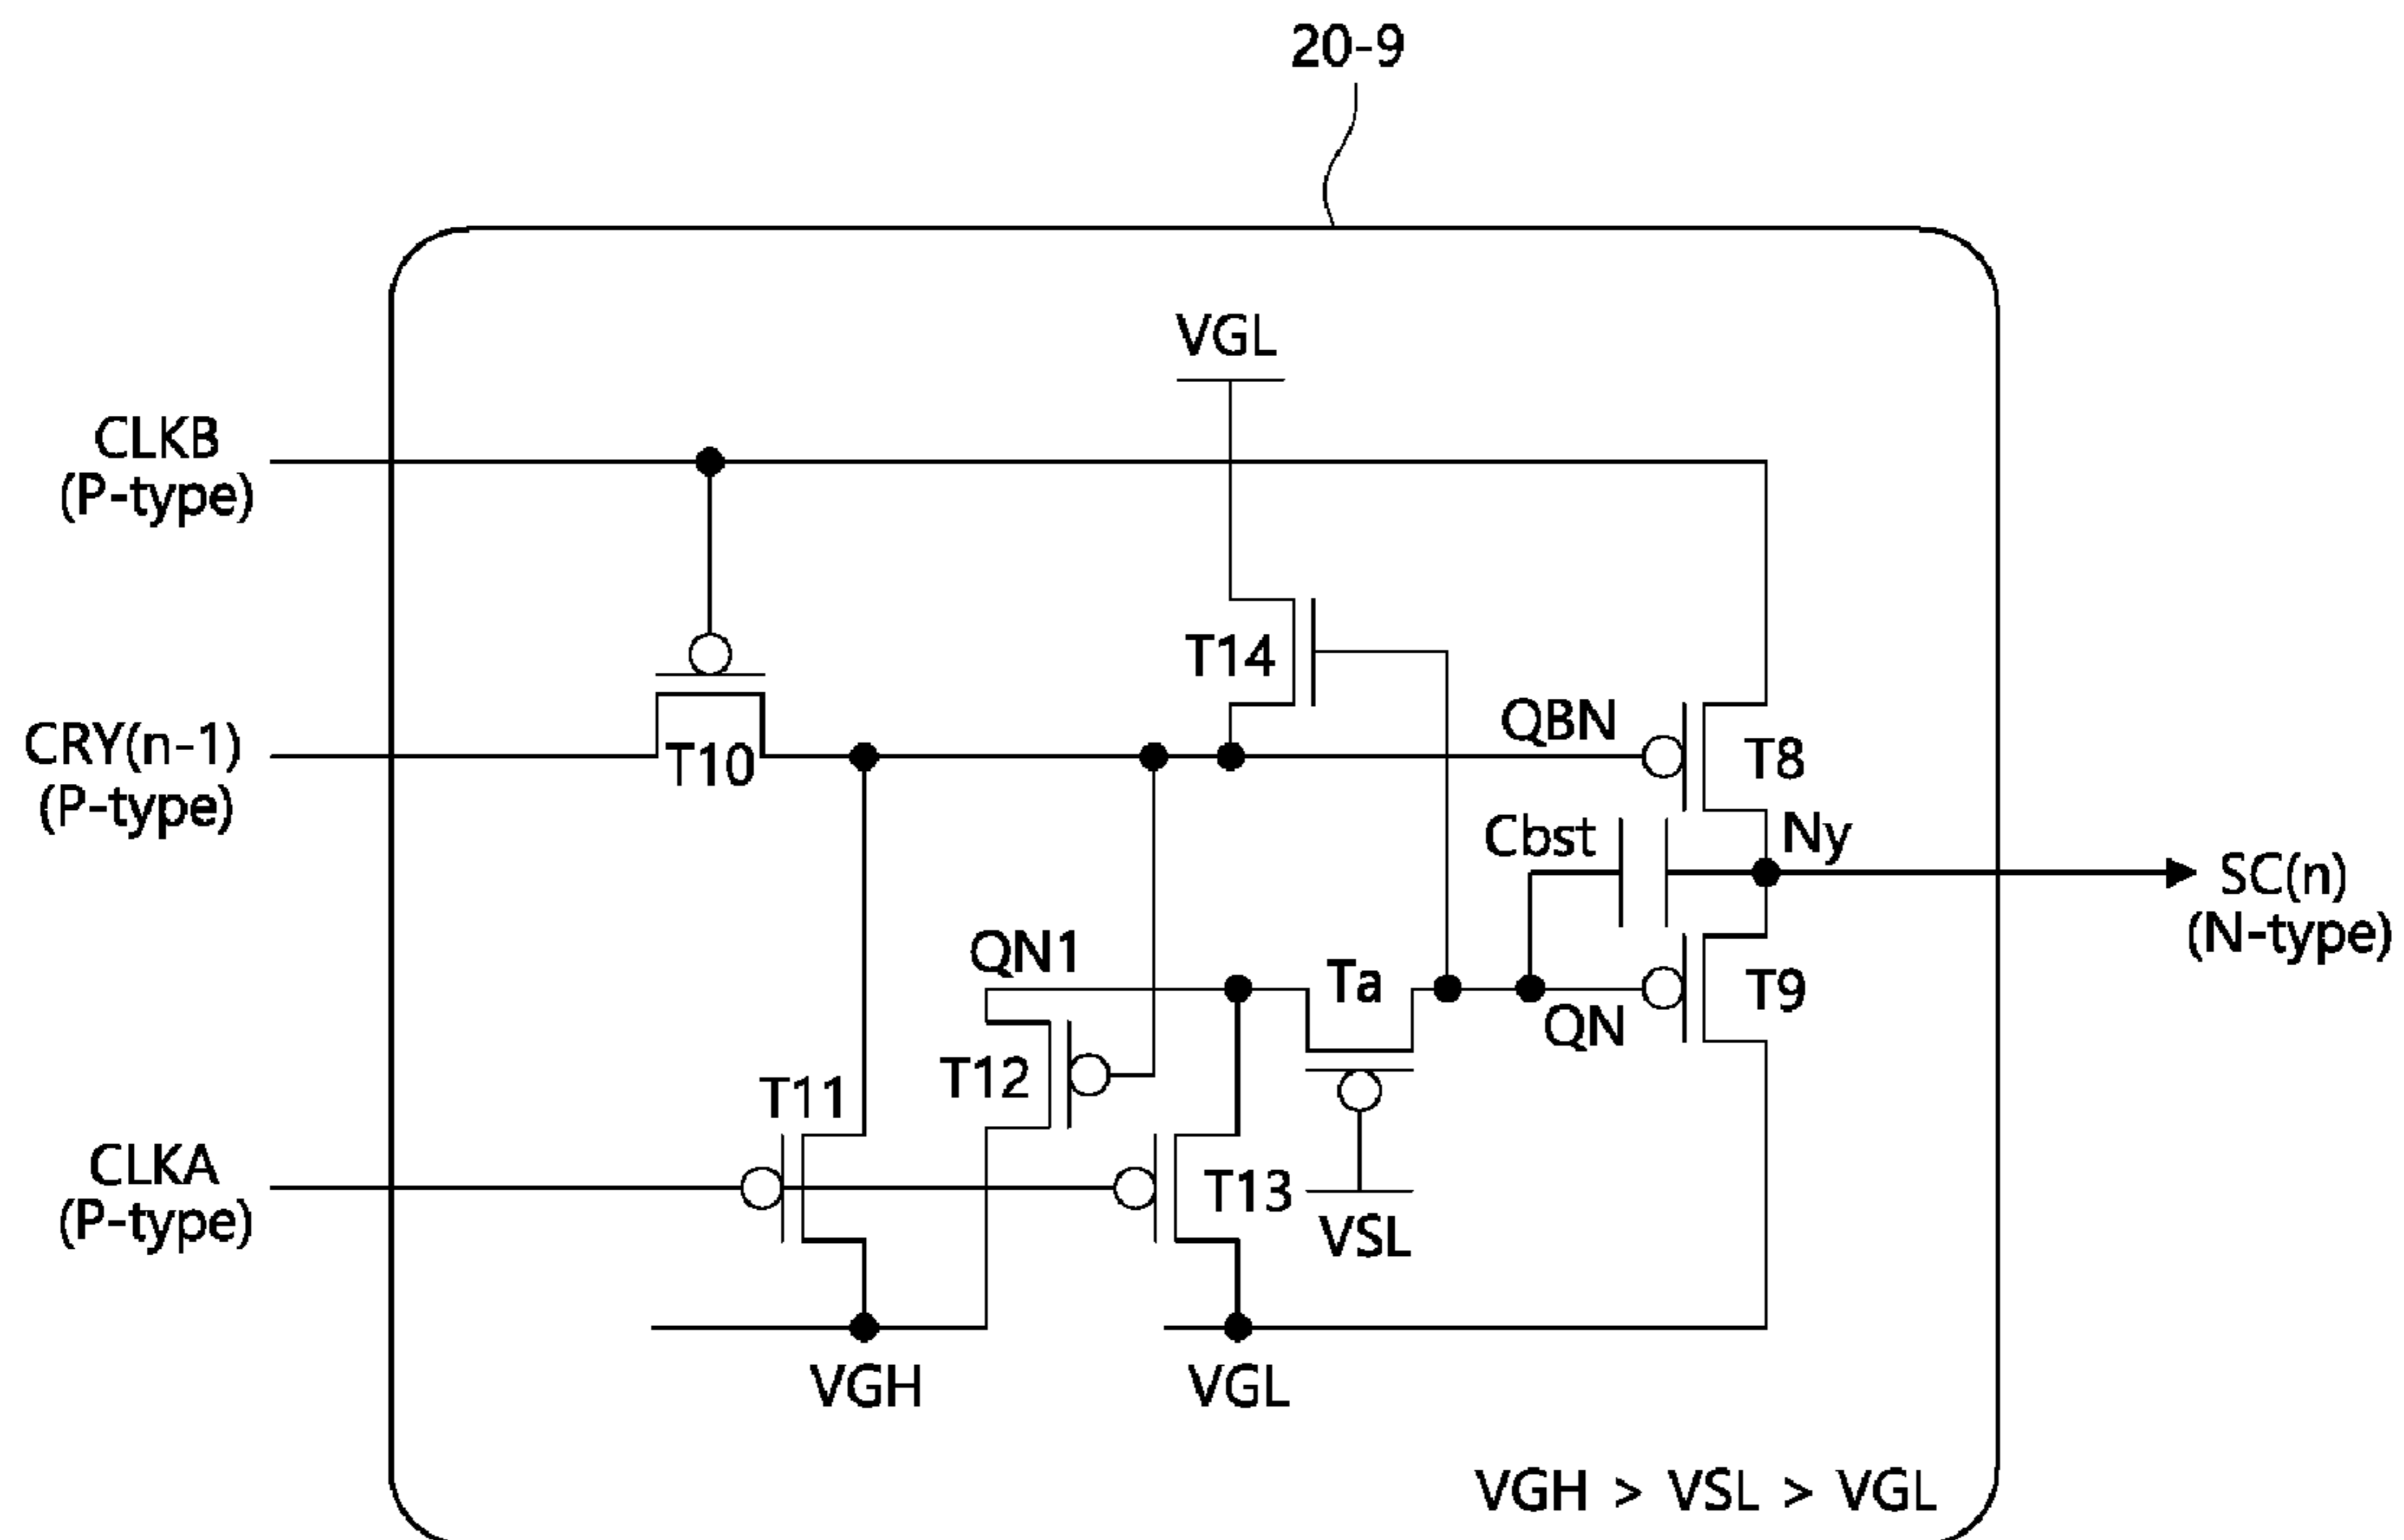 20-9
VGL
CLKB
(P-type)
T14
QBN
CRY(n-1)
(P-type)
T10
T8
Cbst
Ny
SC(n)
(N-type)
QN1
Ta
T9
QN
T12
T11
CLKA
(P-type)
T13
VSL
VGH
VGL
VGH > VSL > VGL